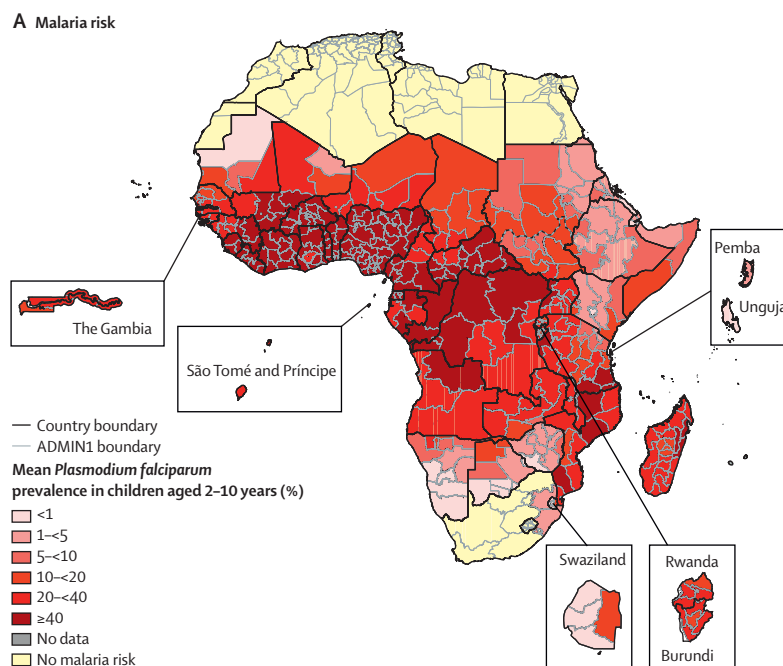 A Malaria risk
Pemba
Unguja
The Gambia
São Tomé and Príncipe
Country boundary
ADMIN1 boundary
Mean Plasmodium falciparum
prevalence in children aged 2–10 years (%)
<1
1–<5
5–<10
10–<20
20–<40
≥40
No data
No malaria risk
Swaziland
Rwanda
Burundi